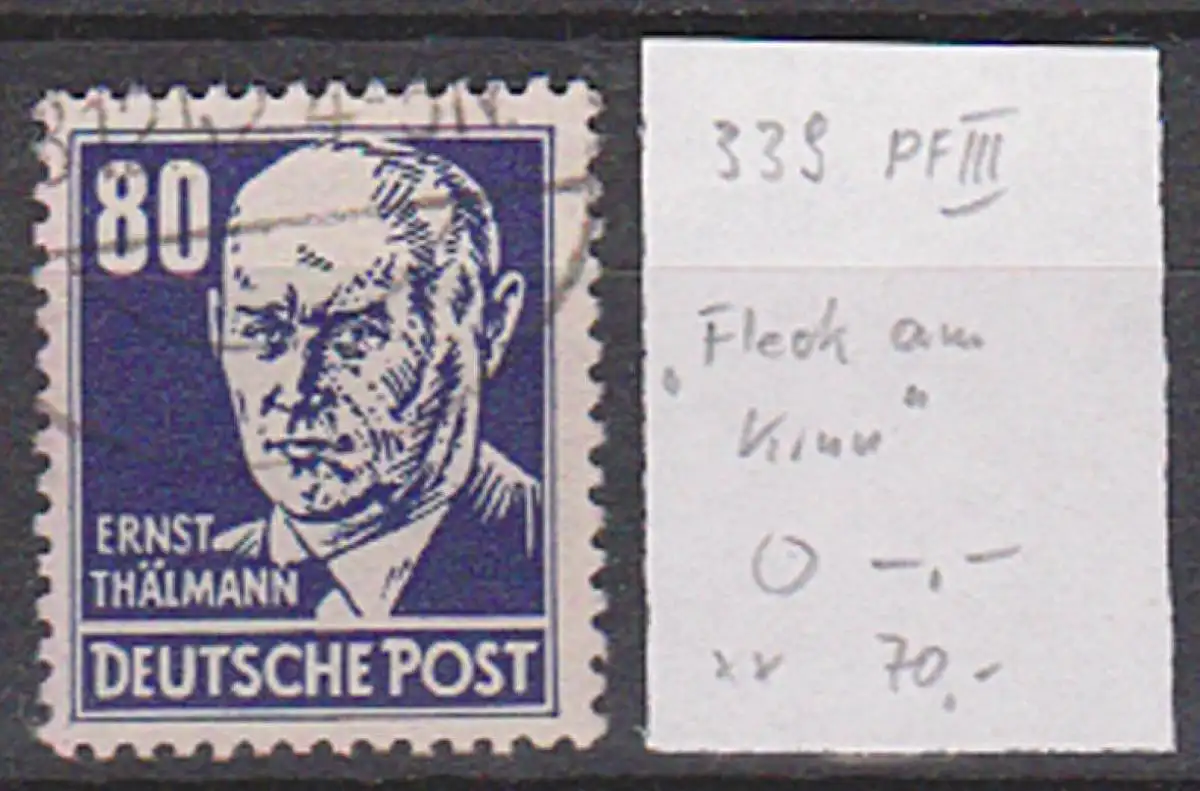 80
ERNST
THÄLMANN
DEUTSCHE POST
339 PF III
„Fleck am
Kinn"
O -.-
** 70,-